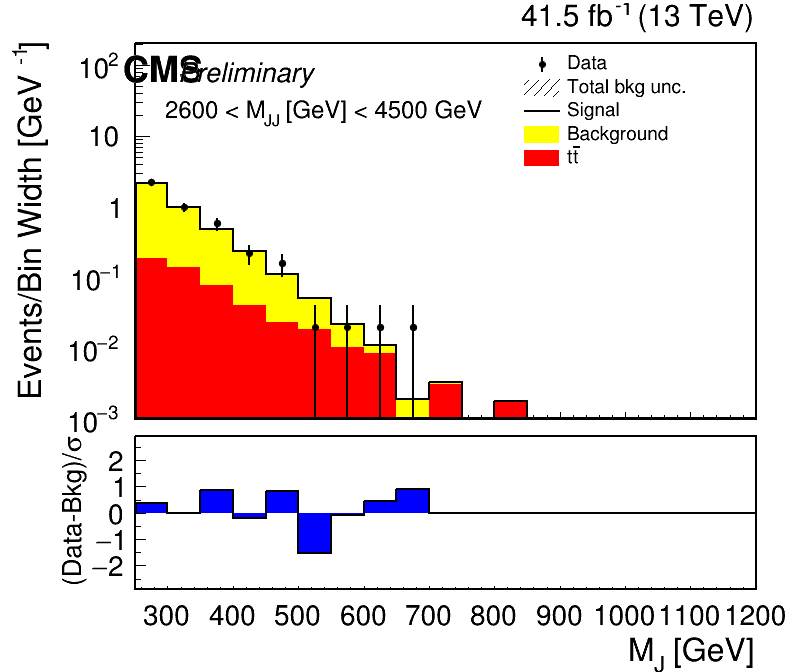 41.5 fb⁻¹ (13 TeV)
CMS Preliminary
2600 < M_JJ [GeV] < 4500 GeV
Data
Total bkg unc.
Signal
Background
tt̄
Events/Bin Width [GeV⁻¹]
10²
10
1
10⁻¹
10⁻²
10⁻³
(Data-Bkg)/σ
2
1
0
−1
−2
300 400 500 600 700 800 900 1000 1100 1200
M_J [GeV]